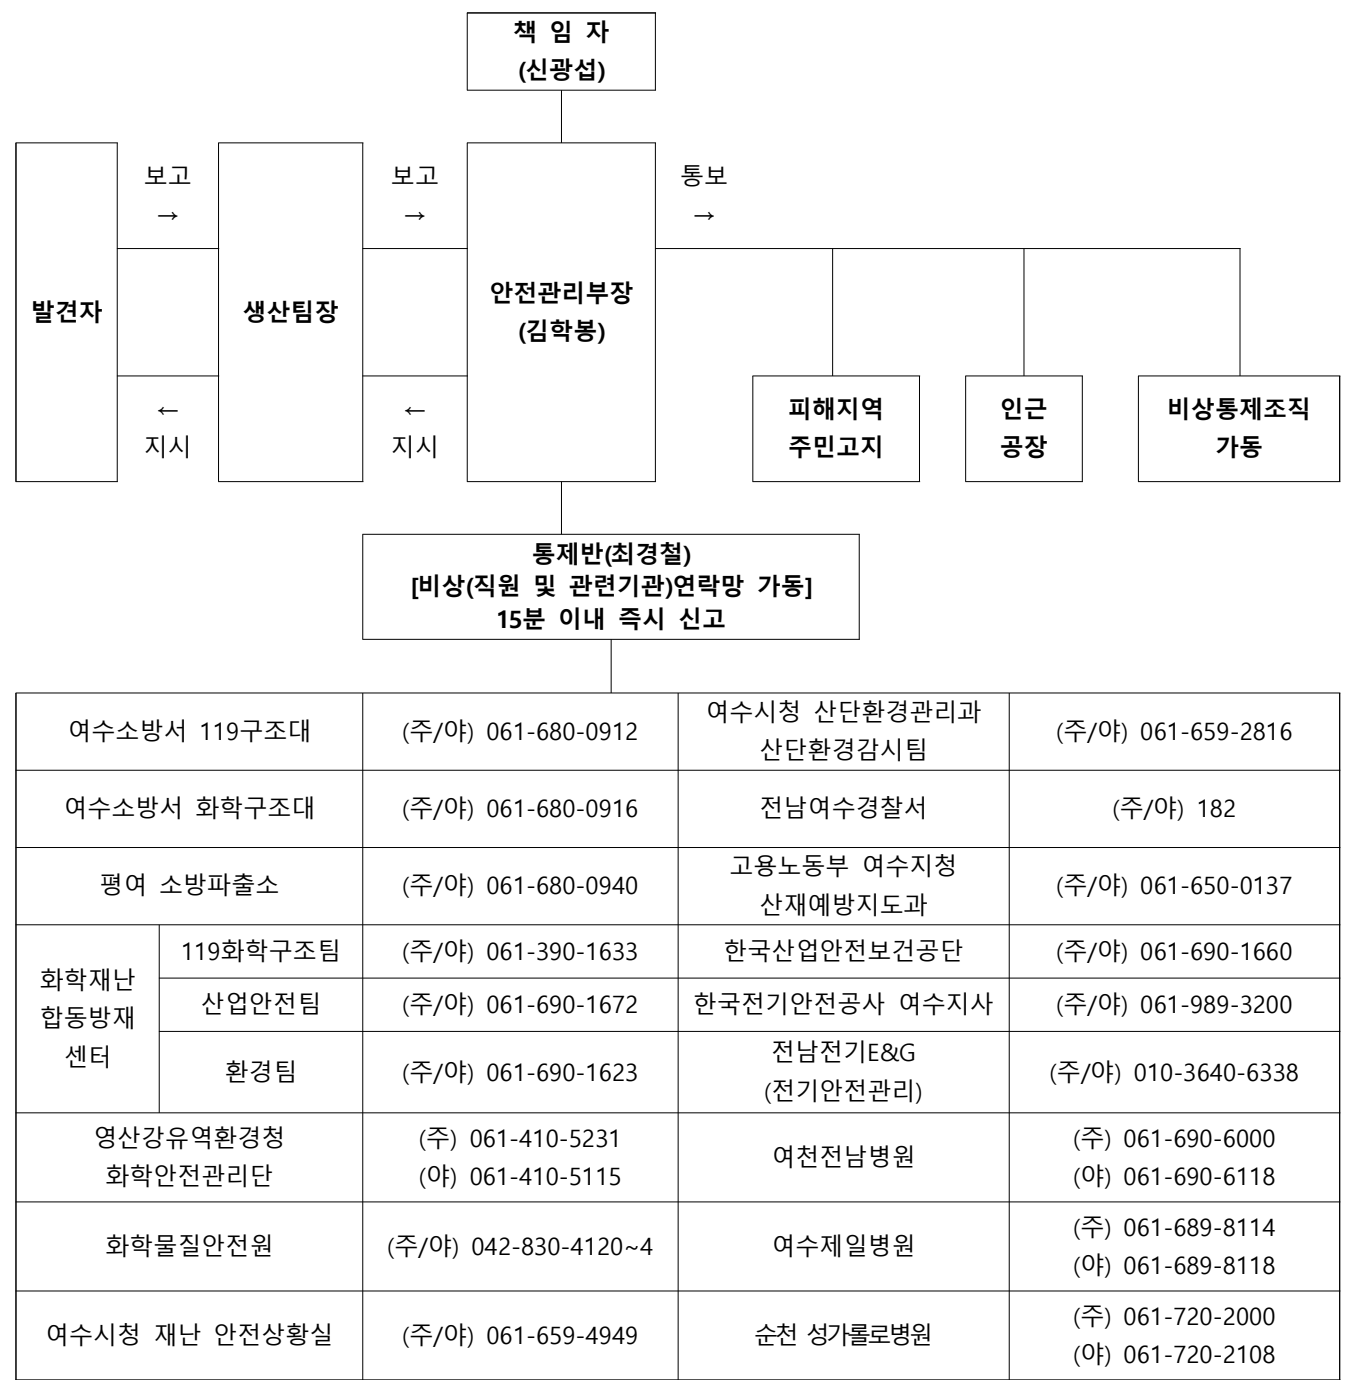 책 임 자
(신광섭)
보고
→
보고
→
통보
→
발견자
생산팀장
안전관리부장
(김학봉)
←
지시
←
지시
피해지역
주민고지
인근
공장
비상통제조직
가동
통제반(최경철)
[비상(직원 및 관련기관)연락망 가동]
15분 이내 즉시 신고
여수소방서 119구조대
(주/야) 061-680-0912
여수시청 산단환경관리과
산단환경감시팀
(주/야) 061-659-2816
여수소방서 화학구조대
(주/야) 061-680-0916
전남여수경찰서
(주/야) 182
평여 소방파출소
(주/야) 061-680-0940
고용노동부 여수지청
산재예방지도과
(주/야) 061-650-0137
화학재난
합동방재
센터
119화학구조팀
(주/야) 061-390-1633
한국산업안전보건공단
(주/야) 061-690-1660
산업안전팀
(주/야) 061-690-1672
한국전기안전공사 여수지사
(주/야) 061-989-3200
환경팀
(주/야) 061-690-1623
전남전기E&G
(전기안전관리)
(주/야) 010-3640-6338
영산강유역환경청
화학안전관리단
(주) 061-410-5231
(야) 061-410-5115
여천전남병원
(주) 061-690-6000
(야) 061-690-6118
화학물질안전원
(주/야) 042-830-4120~4
여수제일병원
(주) 061-689-8114
(야) 061-689-8118
여수시청 재난 안전상황실
(주/야) 061-659-4949
순천 성가롤로병원
(주) 061-720-2000
(야) 061-720-2108